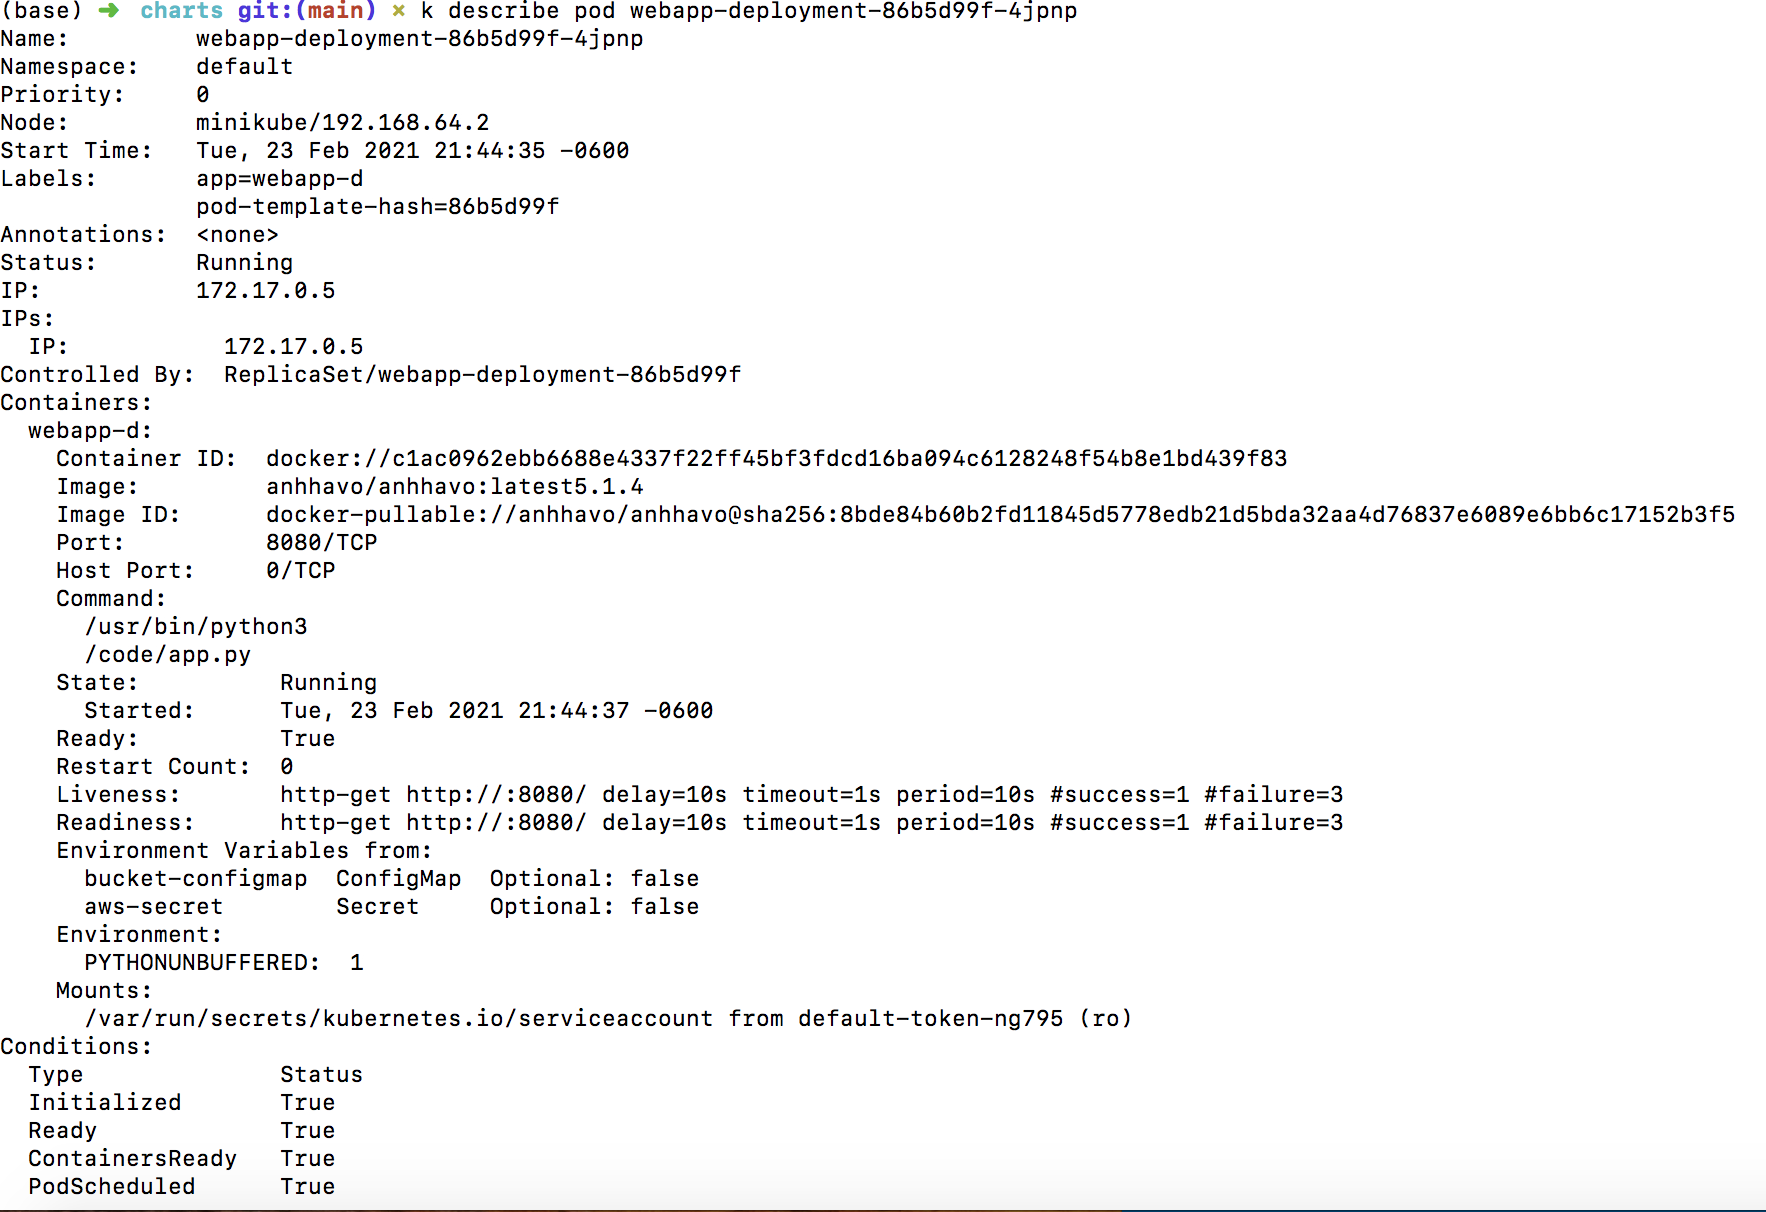 (base) ➜ charts git:(main) × k describe pod webapp-deployment-86b5d99f-4jpnp
Name: webapp-deployment-86b5d99f-4jpnp
Namespace: default
Priority: 0
Node: minikube/192.168.64.2
Start Time: Tue, 23 Feb 2021 21:44:35 -0600
Labels: app=webapp-d
pod-template-hash=86b5d99f
Annotations: <none>
Status: Running
IP: 172.17.0.5
IPs:
IP: 172.17.0.5
Controlled By: ReplicaSet/webapp-deployment-86b5d99f
Containers:
webapp-d:
Container ID: docker://c1ac0962ebb6688e4337f22ff45bf3fdcd16ba094c6128248f54b8e1bd439f83
Image: anhhavo/anhhavo:latest5.1.4
Image ID: docker-pullable://anhhavo/anhhavo@sha256:8bde84b60b2fd11845d5778edb21d5bda32aa4d76837e6089e6bb6c17152b3f5
Port: 8080/TCP
Host Port: 0/TCP
Command:
/usr/bin/python3
/code/app.py
State: Running
Started: Tue, 23 Feb 2021 21:44:37 -0600
Ready: True
Restart Count: 0
Liveness: http-get http://:8080/ delay=10s timeout=1s period=10s #success=1 #failure=3
Readiness: http-get http://:8080/ delay=10s timeout=1s period=10s #success=1 #failure=3
Environment Variables from:
bucket-configmap ConfigMap Optional: false
aws-secret Secret Optional: false
Environment:
PYTHONUNBUFFERED: 1
Mounts:
/var/run/secrets/kubernetes.io/serviceaccount from default-token-ng795 (ro)
Conditions:
Type Status
Initialized True
Ready True
ContainersReady True
PodScheduled True